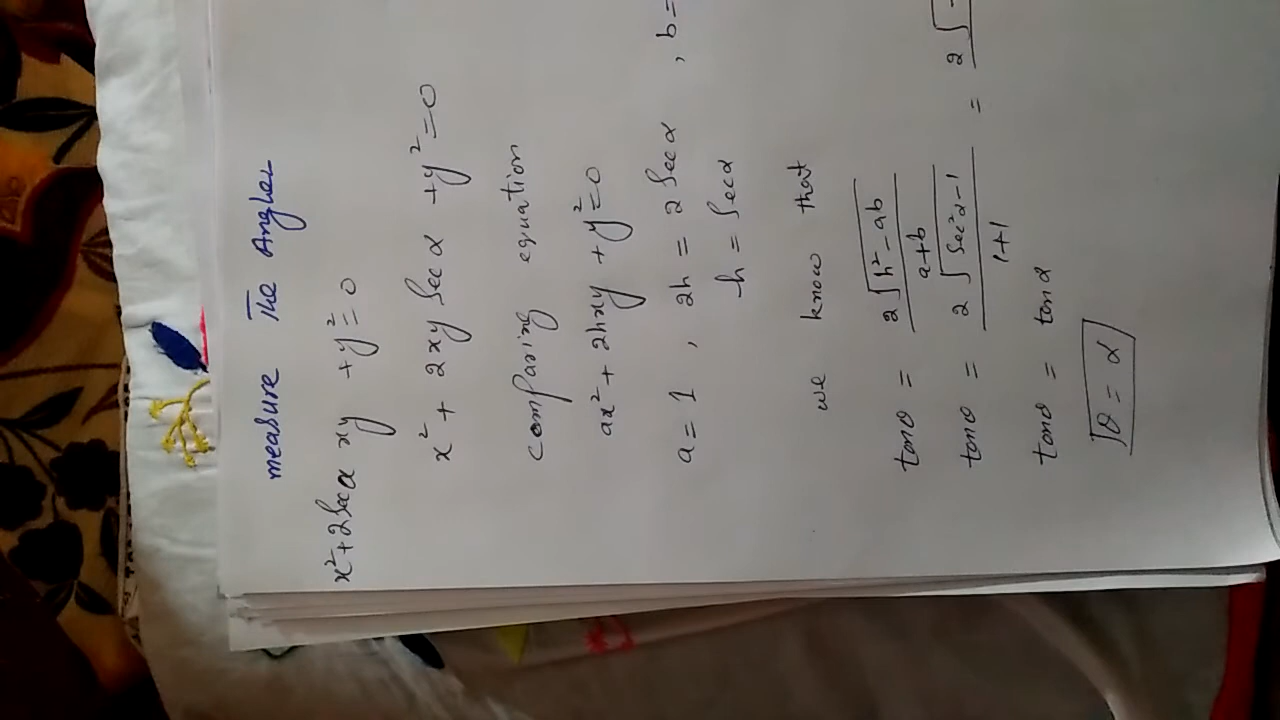 measure The Angles
x²+2secα xy +y²=0
x² + 2xy secα +y²=0
comparing equation
ax² + 2hxy + y²=0
a=1 , 2h = 2 secα , b=
h = secα
we know that
tanθ = 2√h²-ab / a+b
tanθ = 2√sec²α-1 / 1+1 = 2√
tanθ = tanα
θ = α